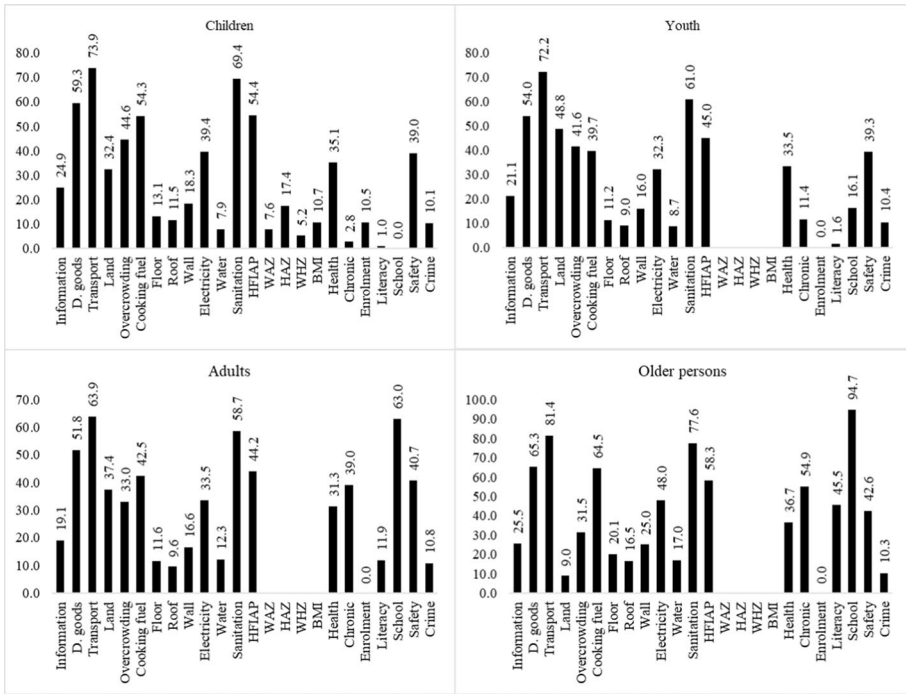 Children
80.0
70.0
60.0
50.0
40.0
30.0
20.0
10.0
0.0
24.9
59.3
73.9
32.4
44.6
54.3
13.1
11.5
18.3
39.4
7.9
69.4
54.4
7.6
17.4
5.2
10.7
35.1
2.8
10.5
1.0
0.0
39.0
10.1
Information
D. goods
Transport
Land
Overcrowding
Cooking fuel
Floor
Roof
Wall
Electricity
Water
Sanitation
HFIAP
WAZ
HAZ
WHZ
BMI
Health
Chronic
Enrolment
Literacy
School
Safety
Crime
Youth
80.0
70.0
60.0
50.0
40.0
30.0
20.0
10.0
0.0
21.1
54.0
72.2
48.8
41.6
39.7
11.2
9.0
16.0
32.3
8.7
61.0
45.0
33.5
11.4
0.0
1.6
16.1
39.3
10.4
Information
D. goods
Transport
Land
Overcrowding
Cooking fuel
Floor
Roof
Wall
Electricity
Water
Sanitation
HFIAP
WAZ
HAZ
WHZ
BMI
Health
Chronic
Enrolment
Literacy
School
Safety
Crime
Adults
70.0
60.0
50.0
40.0
30.0
20.0
10.0
0.0
19.1
51.8
63.9
37.4
33.0
42.5
11.6
9.6
16.6
33.5
12.3
58.7
44.2
31.3
39.0
0.0
11.9
63.0
40.7
10.8
Information
D. goods
Transport
Land
Overcrowding
Cooking fuel
Floor
Roof
Wall
Electricity
Water
Sanitation
HFIAP
WAZ
HAZ
WHZ
BMI
Health
Chronic
Enrolment
Literacy
School
Safety
Crime
Older persons
100.0
90.0
80.0
70.0
60.0
50.0
40.0
30.0
20.0
10.0
0.0
25.5
65.3
81.4
9.0
31.5
64.5
20.1
16.5
25.0
48.0
17.0
77.6
58.3
36.7
54.9
0.0
45.5
94.7
42.6
10.3
Information
D. goods
Transport
Land
Overcrowding
Cooking fuel
Floor
Roof
Wall
Electricity
Water
Sanitation
HFIAP
WAZ
HAZ
WHZ
BMI
Health
Chronic
Enrolment
Literacy
School
Safety
Crime